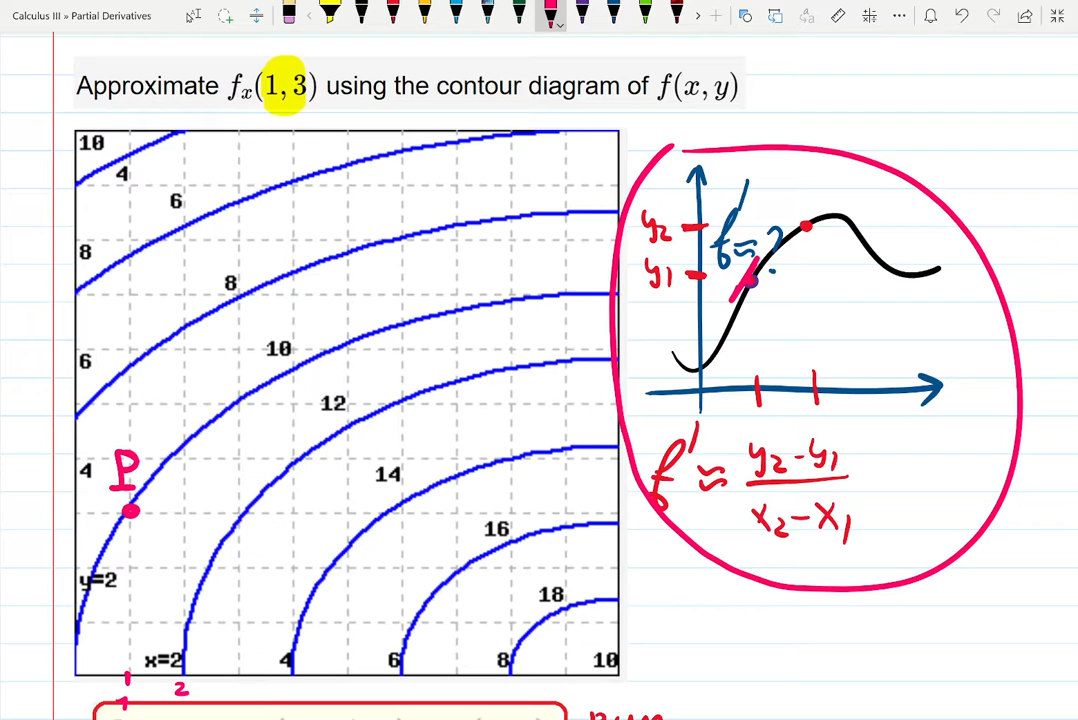 Calculus III » Partial Derivatives
Approximate fₓ(1, 3) using the contour diagram of f(x, y)
10
4
6
8
8
10
6
12
4
14
P
16
y=2
18
x=2
4
6
8
10
1
2
y₂
y₁
f' ≈ ?
f' ≈ y₂-y₁ / x₂-x₁